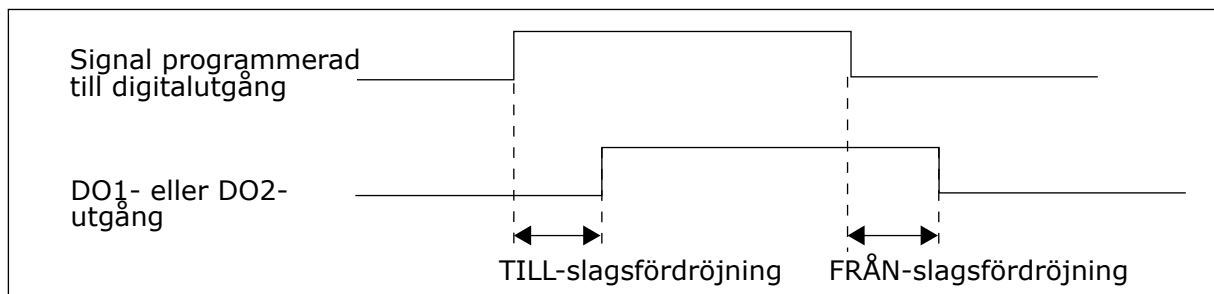 Signal programmerad
till digitalutgång
DO1- eller DO2-
utgång
TILL-slagsfördröjning
FRÅN-slagsfördröjning